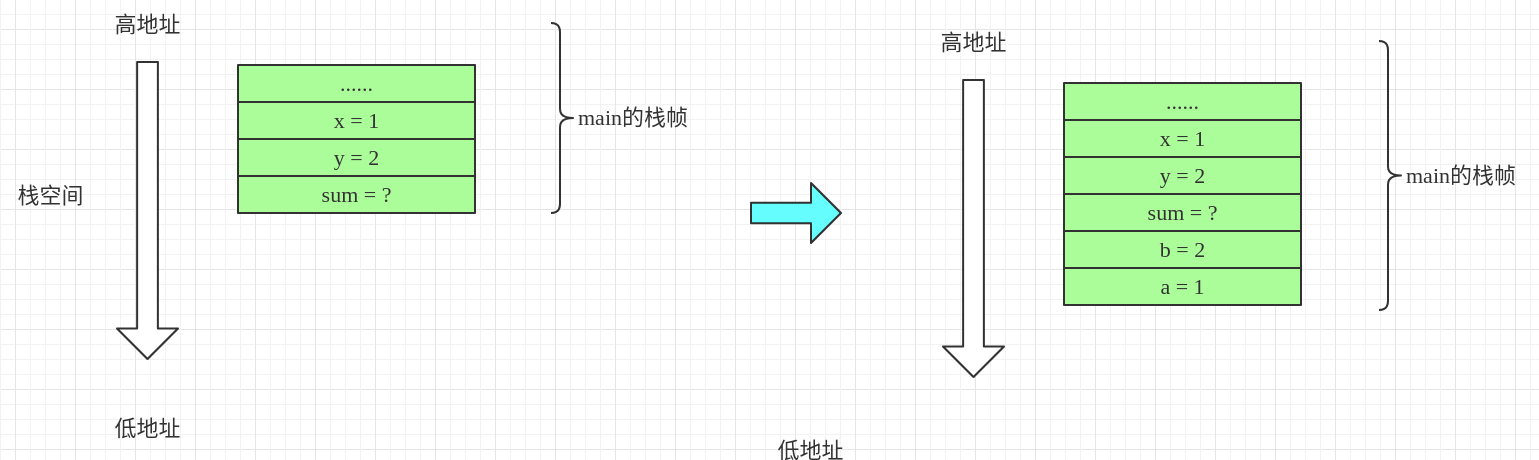 高地址
......
x = 1
y = 2
sum = ?
main的栈帧
栈空间
低地址
高地址
......
x = 1
y = 2
sum = ?
b = 2
a = 1
main的栈帧
低地址